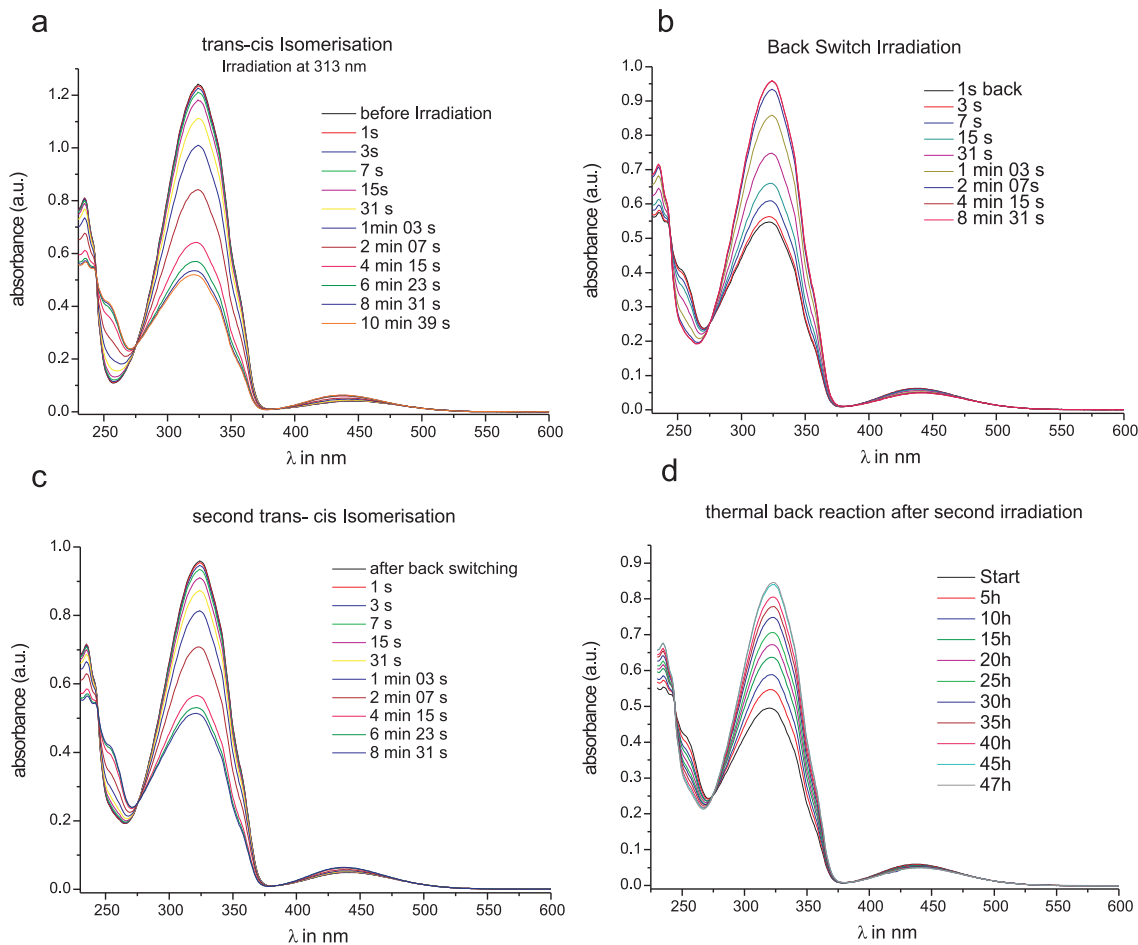 a
trans-cis Isomerisation
Irradiation at 313 nm
before Irradiation
1s
3s
7 s
15s
31 s
1min 03 s
2 min 07 s
4 min 15 s
6 min 23 s
8 min 31 s
10 min 39 s
absorbance (a.u.)
1.2
1.0
0.8
0.6
0.4
0.2
0.0
250 300 350 400 450 500 550 600
λ in nm
b
Back Switch Irradiation
1s back
3 s
7 s
15 s
31 s
1 min 03 s
2 min 07s
4 min 15 s
8 min 31 s
absorbance (a.u.)
1.0
0.9
0.8
0.7
0.6
0.5
0.4
0.3
0.2
0.1
0.0
250 300 350 400 450 500 550 600
λ in nm
c
second trans- cis Isomerisation
after back switching
1 s
3 s
7 s
15 s
31 s
1 min 03 s
2 min 07 s
4 min 15 s
6 min 23 s
8 min 31 s
absorbance (a.u.)
1.0
0.8
0.6
0.4
0.2
0.0
250 300 350 400 450 500 550 600
λ in nm
d
thermal back reaction after second irradiation
Start
5h
10h
15h
20h
25h
30h
35h
40h
45h
47h
absorbance (a.u.)
0.9
0.8
0.7
0.6
0.5
0.4
0.3
0.2
0.1
0.0
250 300 350 400 450 500 550 600
λ in nm